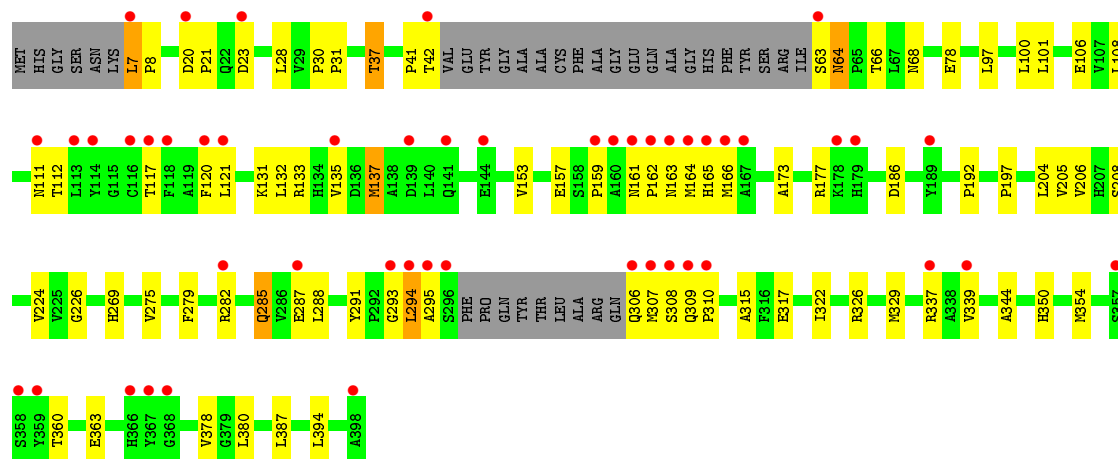 MET HIS GLY SER ASN LYS L7 P8 D20 P21 Q22 D23 L28 V29 P30 P31 T37 P41 T42 VAL GLU TYR GLY ALA ALA CYS PHE ALA GLY GLU GLN ALA GLY HIS PHE TYR SER ARG ILE S63 N64 P65 T66 L67 N68 E78 L97 L100 L101 E106 V107 L108
N111 T112 L113 Y114 G115 C116 T117 F118 A119 F120 L121 K131 L132 R133 H134 V135 D136 M137 A138 D139 L140 Q141 E144 V153 E157 S158 P159 A160 N161 P162 N163 M164 H165 M166 A167 A173 R177 K178 H179 D186 Y189 P192 P197 L204 V205 V206 H207 S208
V224 V225 G226 H269 V275 F279 R282 Q285 V286 E287 L288 Y291 P292 G293 L294 A295 S296 PHE PRO GLN TYR THR LEU ALA ARG GLN Q306 M307 S308 Q309 P310 A315 F316 E317 I322 R326 M329 R337 A338 V339 A344 H350 M354 S357
S358 Y359 T360 E363 H366 Y367 G368 V378 G379 L380 L387 L394 A398